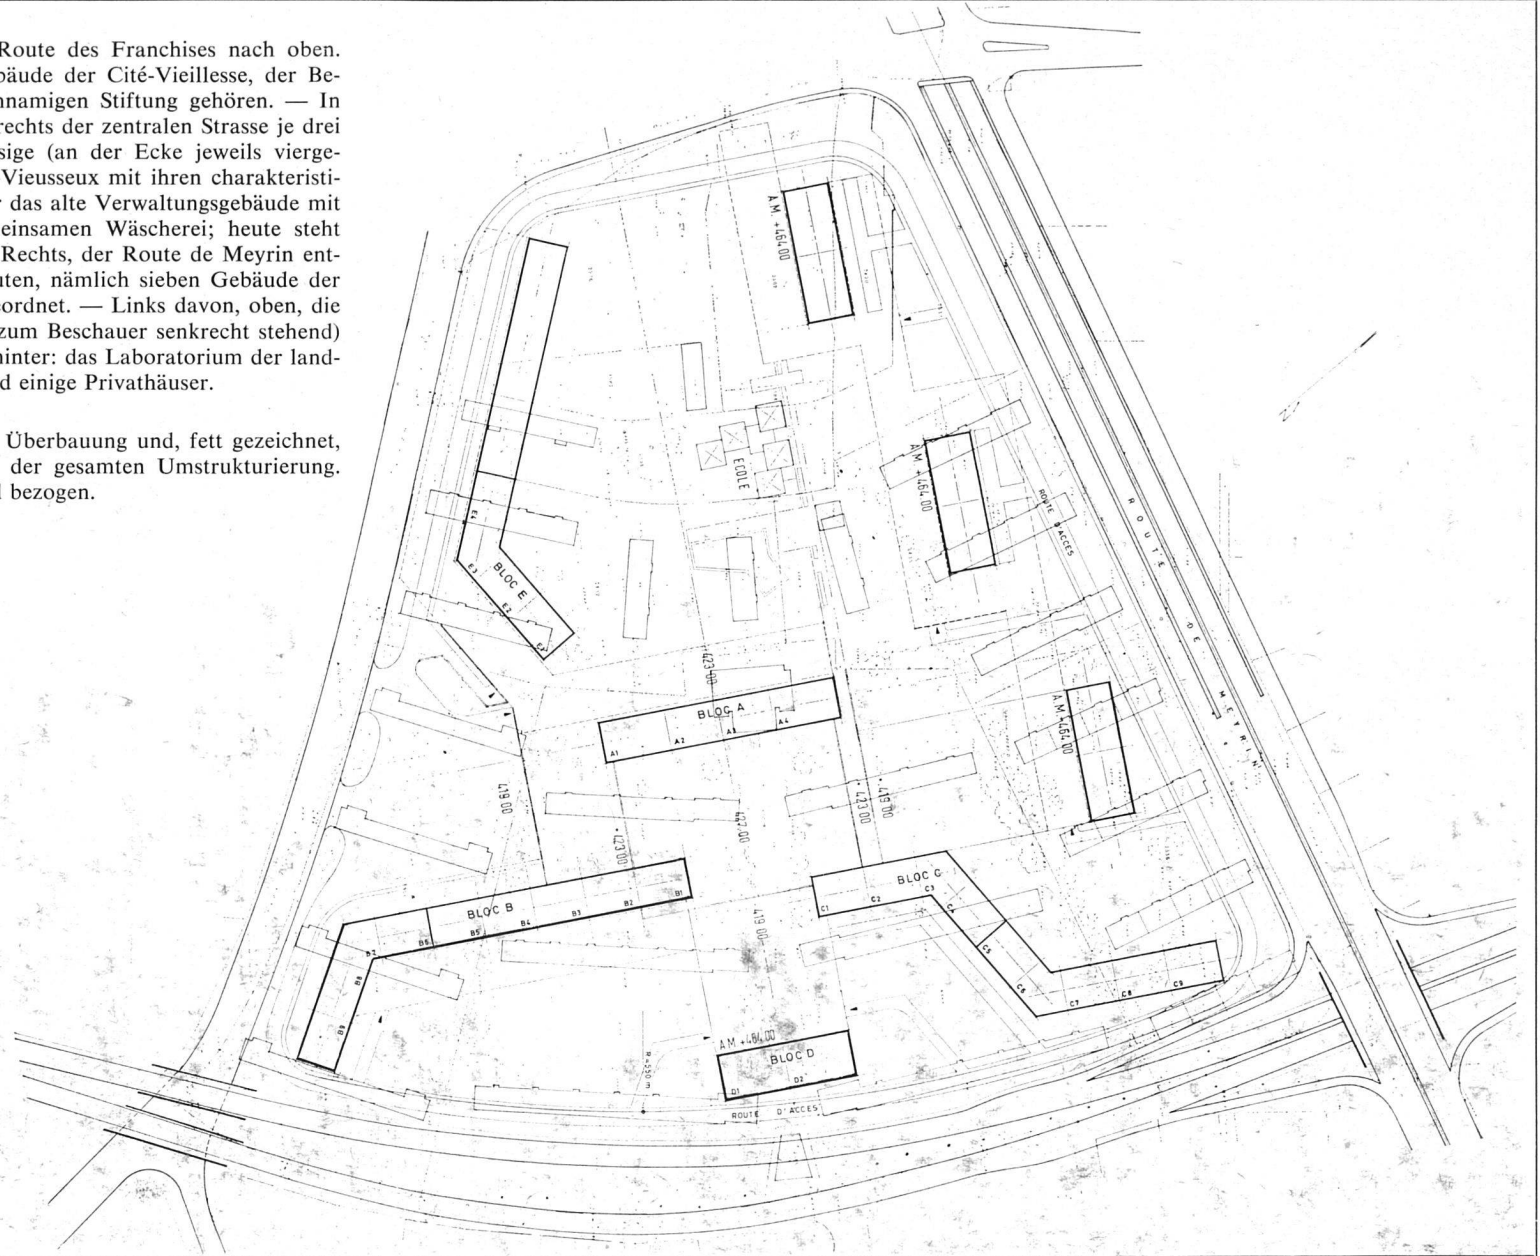 Route des Franchises nach oben.
bäude der Cité-Vieillesse, der Be-
hnamigen Stiftung gehören. — In
rechts der zentralen Strasse je drei
sige (an der Ecke jeweils vierge-
Vieusseux mit ihren charakteristi-
das alte Verwaltungsgebäude mit
einsamen Wäscherei; heute steht
Rechts, der Route de Meyrin ent-
uten, nämlich sieben Gebäude der
eordnet. — Links davon, oben, die
zum Beschauer senkrecht stehend)
hinter: das Laboratorium der land-
d einige Privathäuser.
Überbauung und, fett gezeichnet,
der gesamten Umstrukturierung.
bezogen.
A.M. +464.00
ECOLE
A.M. +464.00
ROUTE D'ACCES
ROUTE DE MEYRIN
E4
E3
BLOC E
E2
E1
423.00
BLOC A
A1
A2
A3
A4
A.M. +464.00
419.00
423.00
427.00
423.00
419.00
BLOC B
B1
B2
B3
B4
B5
B6
B7
B8
B9
BLOC C
C1
C2
C3
C4
C5
C6
C7
C8
C9
419.00
A.M. +464.00
BLOC D
D1
D2
R=550 m
ROUTE D'ACCES